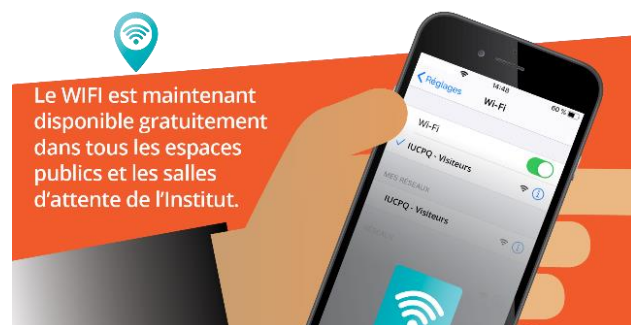 Le WIFI est maintenant
disponible gratuitement
dans tous les espaces
publics et les salles
d'attente de l'Institut.
14:48
60 %
Réglages
Wi-Fi
Wi-Fi
IUCPQ - Visiteurs
MES RÉSEAUX
IUCPQ - Visiteurs